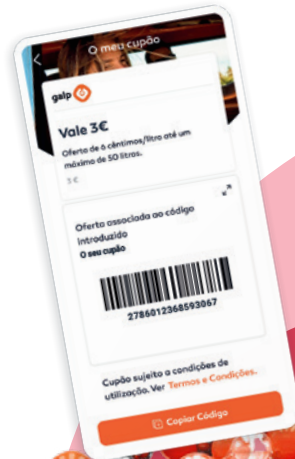 O meu cupão
galp
Vale 3€
Oferta de 6 cêntimos/litro até um
máximo de 50 litros.
3 €
Oferta associada ao código
Introduzido
O seu cupão
2786012368593067
Cupão sujeito a condições de
utilização. Ver Termos e Condições.
Copiar Código